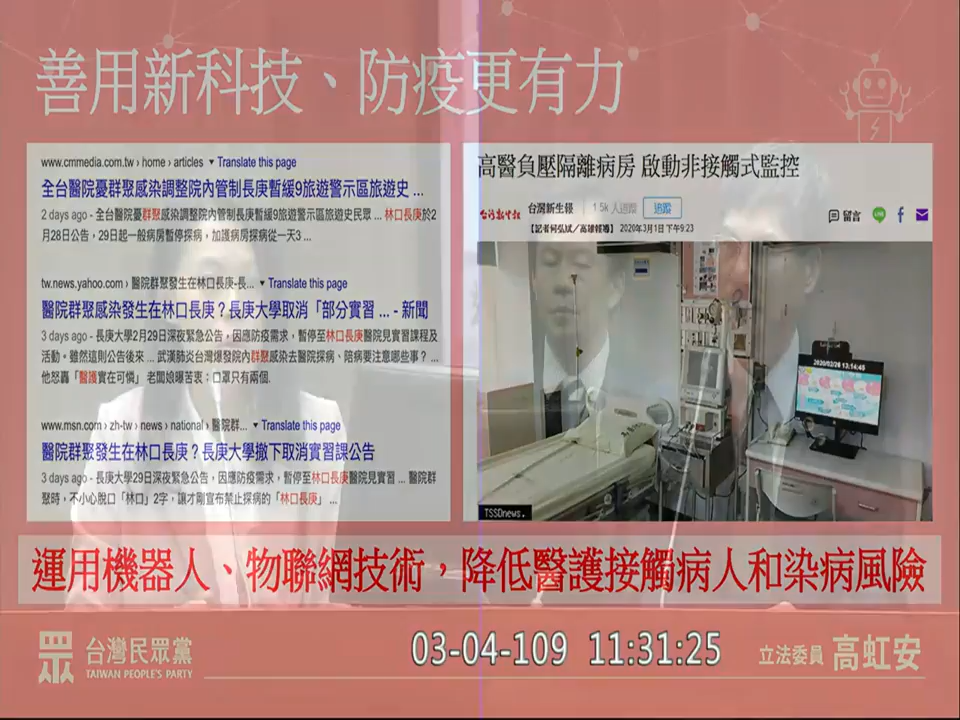 善用新科技、防疫更有力
www.cmmedia.com.tw › home › articles ▾ Translate this page
全台醫院憂群聚感染調整院內管制長庚暫緩9旅遊警示區旅遊史 ...
2 days ago - 全台醫院憂群聚感染調整院內管制長庚暫緩9旅遊警示區旅遊史民眾 ... 林口長庚於2
月28日公告，29日起一般病房暫停探病，加護病房探病從一天3 ...
tw.news.yahoo.com › 醫院群聚發生在林口長庚-長... ▾ Translate this page
醫院群聚感染發生在林口長庚？長庚大學取消「部分實習 ... - 新聞
3 days ago - 長庚大學2月29日深夜緊急公告，因應防疫需求，暫停至林口長庚醫院見實習課程及
活動。雖然這則公告後來 ... 武漢肺炎台灣爆發院內群聚感染去醫院探病、陪病要注意哪些事？ ...
他怒轟「醫護實在可憐」 老闆娘曝苦衷：口罩只有兩個.
www.msn.com › zh-tw › news › national › 醫院群... ▾ Translate this page
醫院群聚發生在林口長庚？長庚大學撤下取消實習課公告
3 days ago - 長庚大學29日深夜緊急公告，因應防疫需求，暫停至林口長庚醫院見實習 ... 醫院群
聚時，不小心脫口「林口」2字，讓才剛宣布禁止探病的「林口長庚」 ...
高醫負壓隔離病房 啟動非接觸式監控
台灣新生報 1.5k 人追蹤 追蹤
留言
【記者何弘斌／高雄報導】 2020年3月1日 下午9:23
2020/02/28 13:14:45
TSSDnews.
運用機器人、物聯網技術，降低醫護接觸病人和染病風險
眾 台灣民眾黨
TAIWAN PEOPLE'S PARTY
03-04-109 11:31:25
立法委員 高虹安